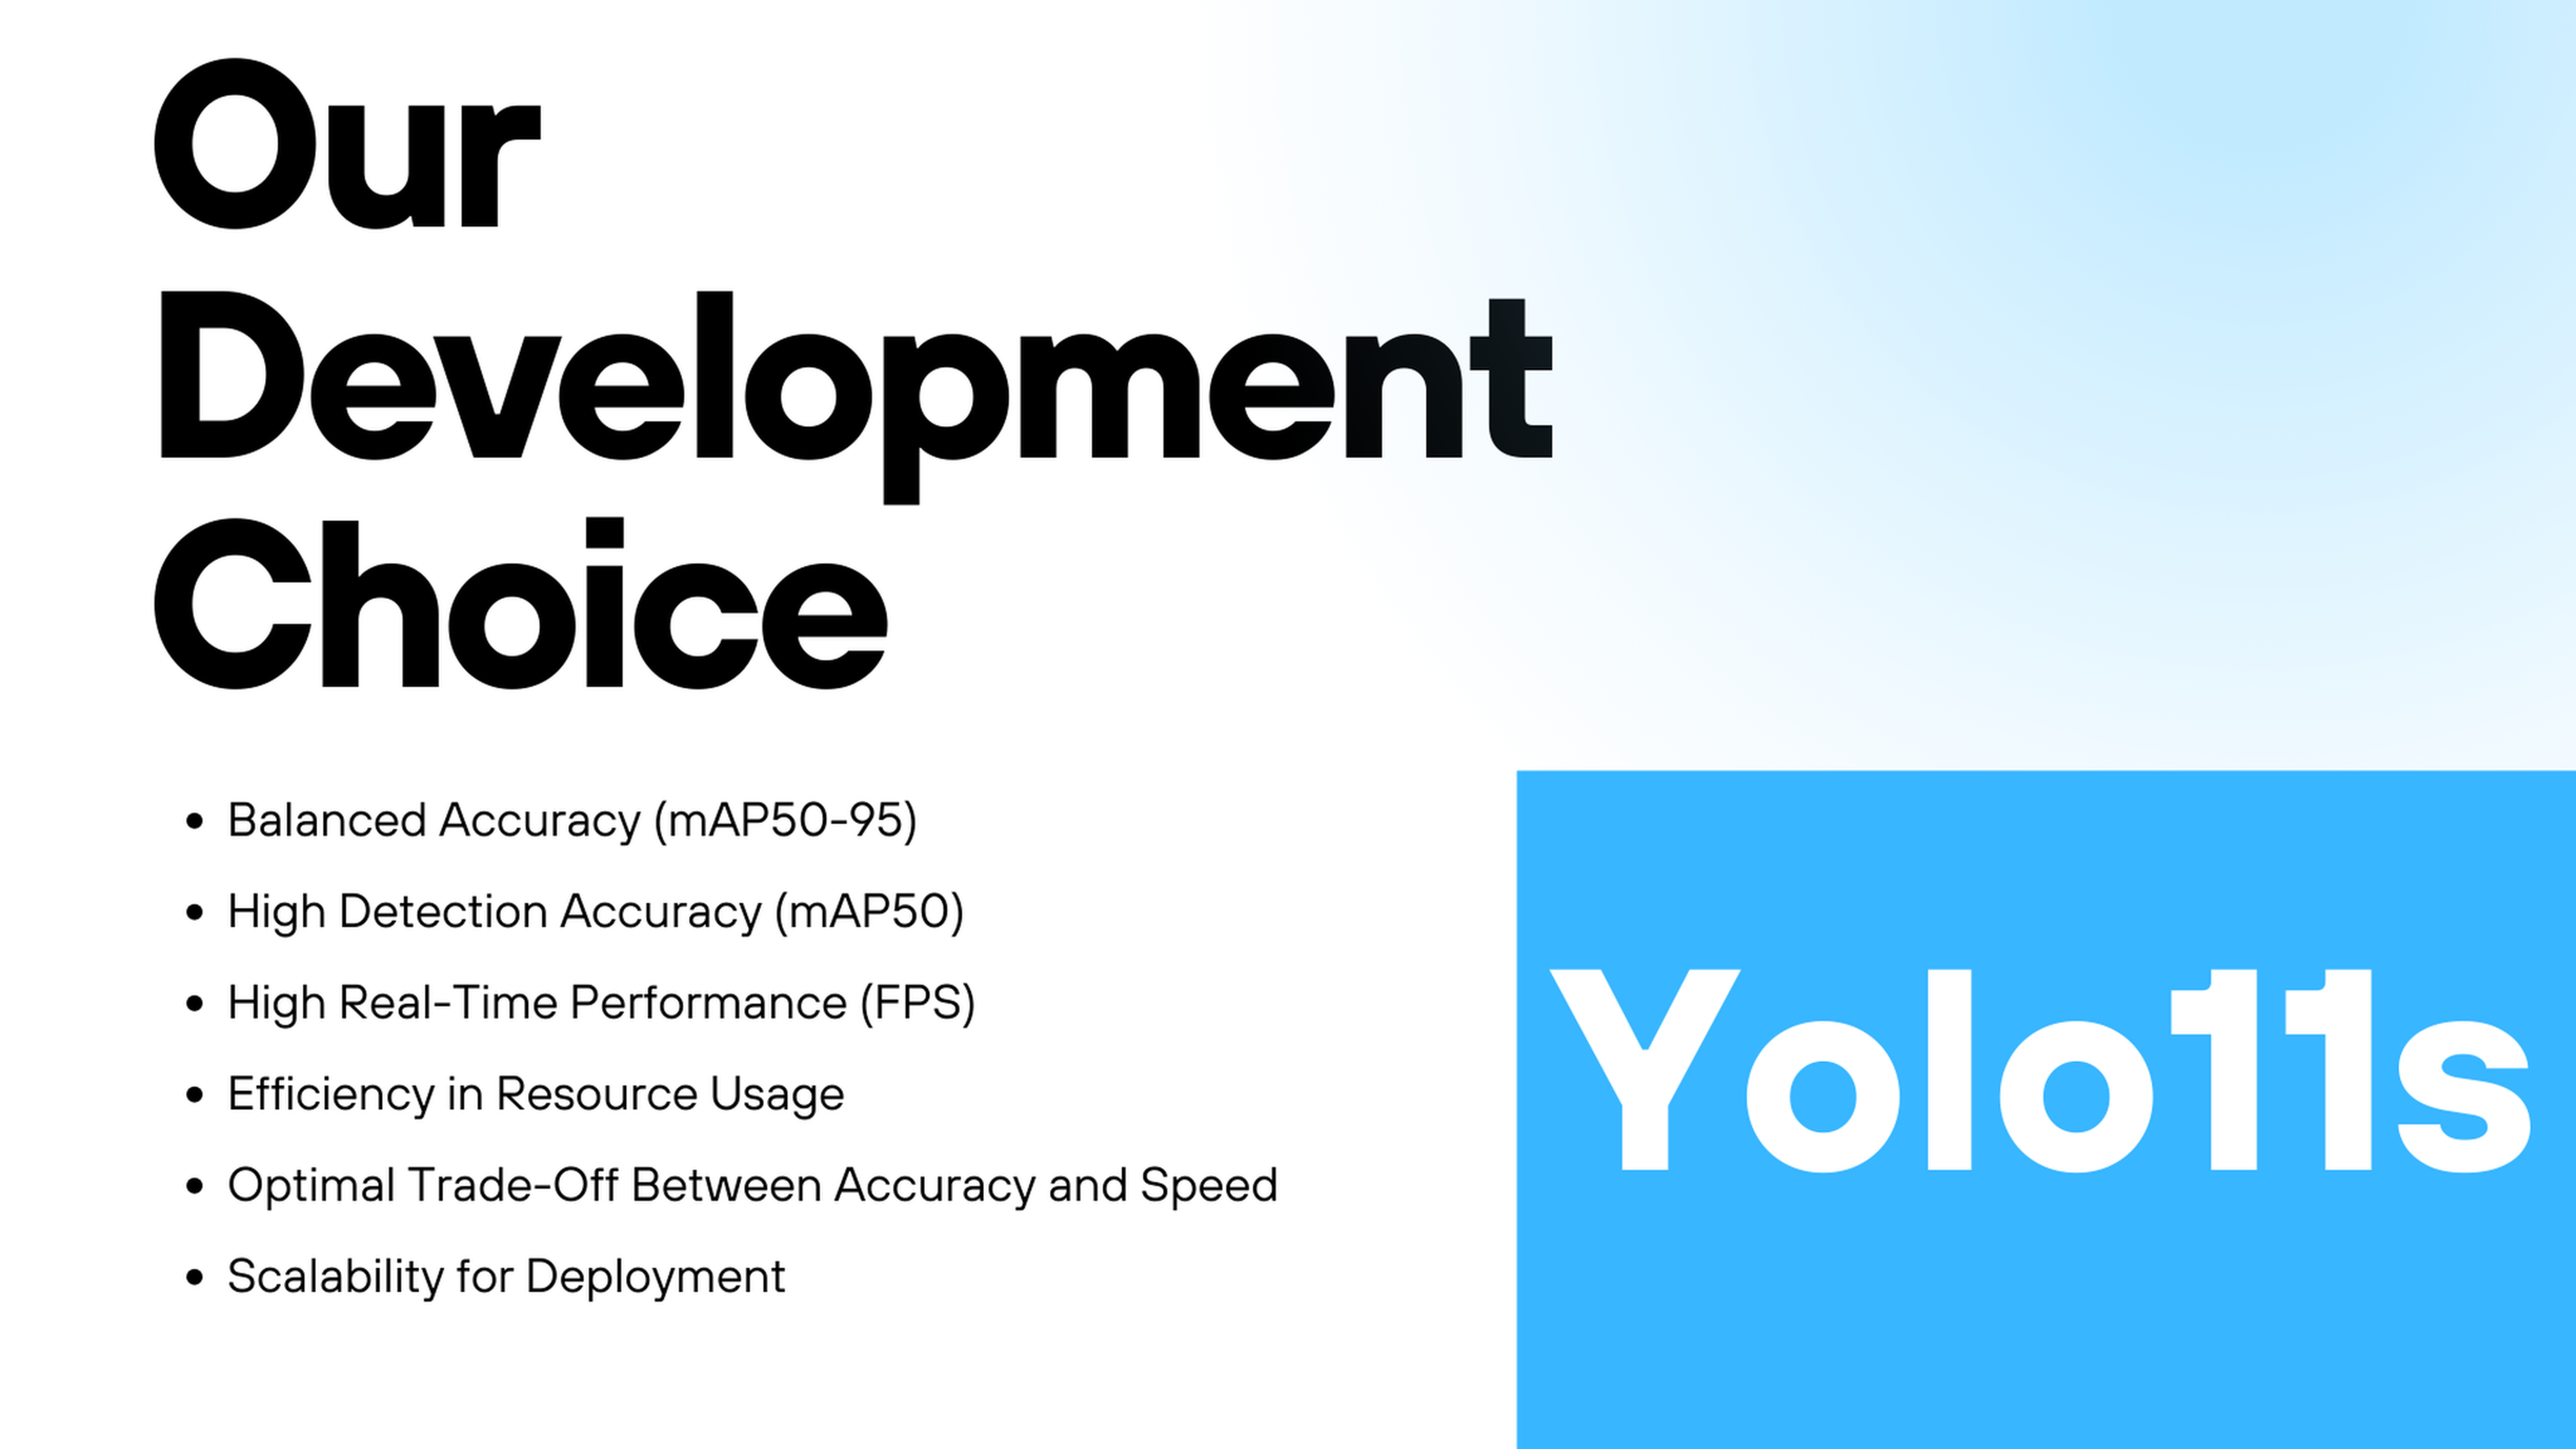 Our
Development
Choice
• Balanced Accuracy (mAP50-95)
• High Detection Accuracy (mAP50)
• High Real-Time Performance (FPS)
• Efficiency in Resource Usage
• Optimal Trade-Off Between Accuracy and Speed
• Scalability for Deployment
Yolo11s